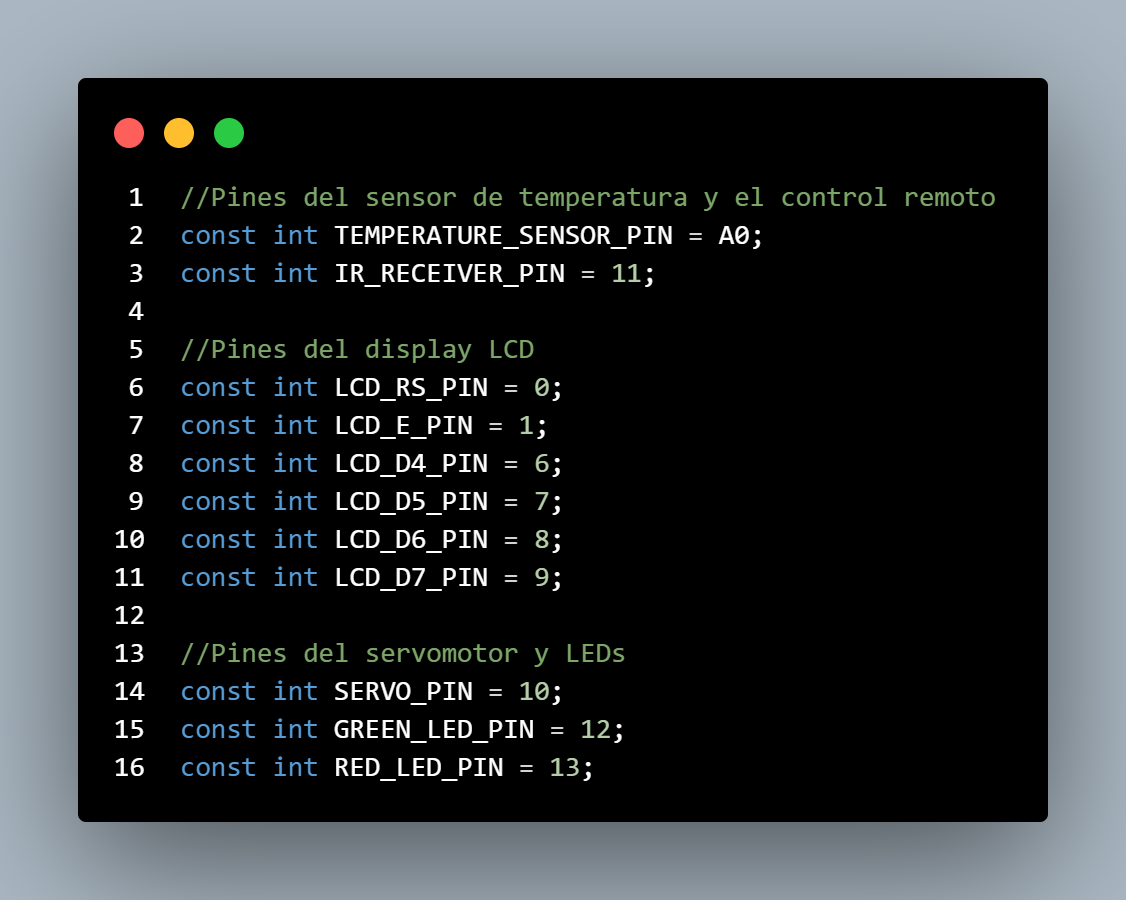 1 //Pines del sensor de temperatura y el control remoto
2 const int TEMPERATURE_SENSOR_PIN = A0;
3 const int IR_RECEIVER_PIN = 11;
4
5 //Pines del display LCD
6 const int LCD_RS_PIN = 0;
7 const int LCD_E_PIN = 1;
8 const int LCD_D4_PIN = 6;
9 const int LCD_D5_PIN = 7;
10 const int LCD_D6_PIN = 8;
11 const int LCD_D7_PIN = 9;
12
13 //Pines del servomotor y LEDs
14 const int SERVO_PIN = 10;
15 const int GREEN_LED_PIN = 12;
16 const int RED_LED_PIN = 13;